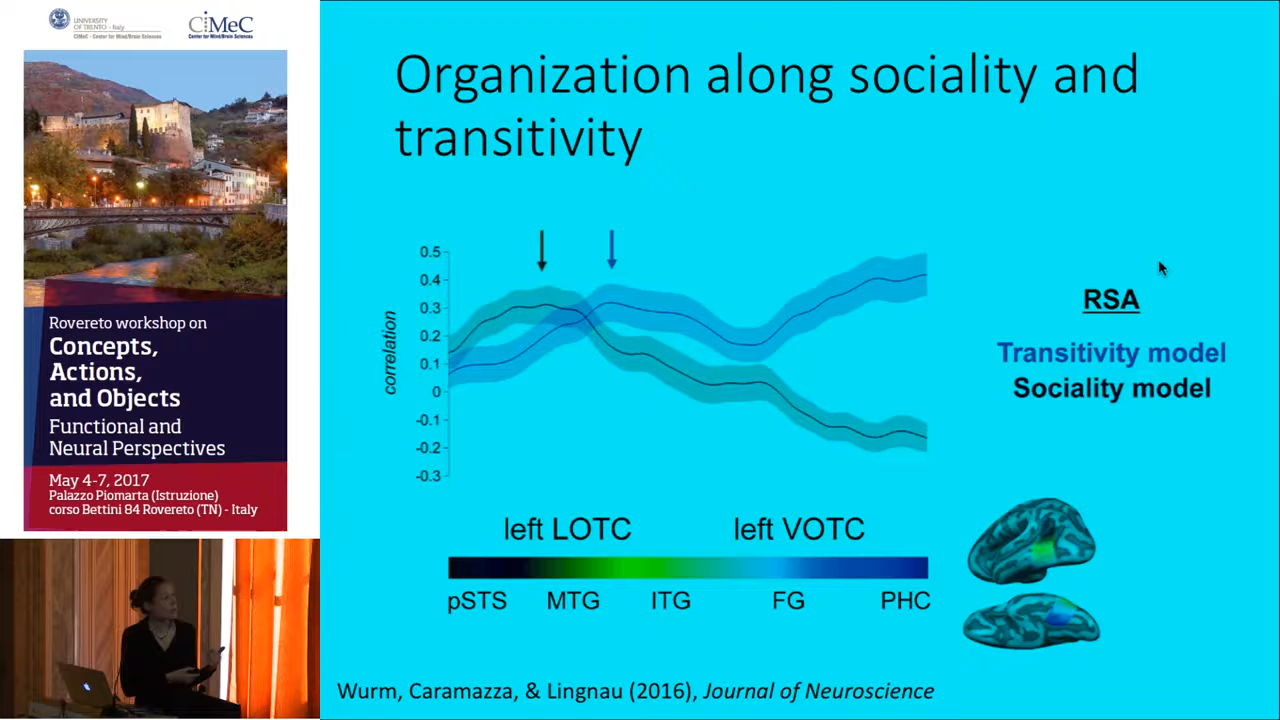 UNIVERSITY
OF TRENTO - Italy
CIMeC - Center for Mind/Brain Sciences
CiMeC
Center for Mind/Brain Sciences
Rovereto workshop on
Concepts,
Actions,
and Objects
Functional and
Neural Perspectives
May 4-7, 2017
Palazzo Piomarta (Istruzione)
corso Bettini 84 Rovereto (TN) - Italy
Organization along sociality and
transitivity
0.5
0.4
0.3
0.2
0.1
0
-0.1
-0.2
-0.3
correlation
RSA
Transitivity model
Sociality model
left LOTC
left VOTC
pSTS
MTG
ITG
FG
PHC
Wurm, Caramazza, & Lingnau (2016), Journal of Neuroscience